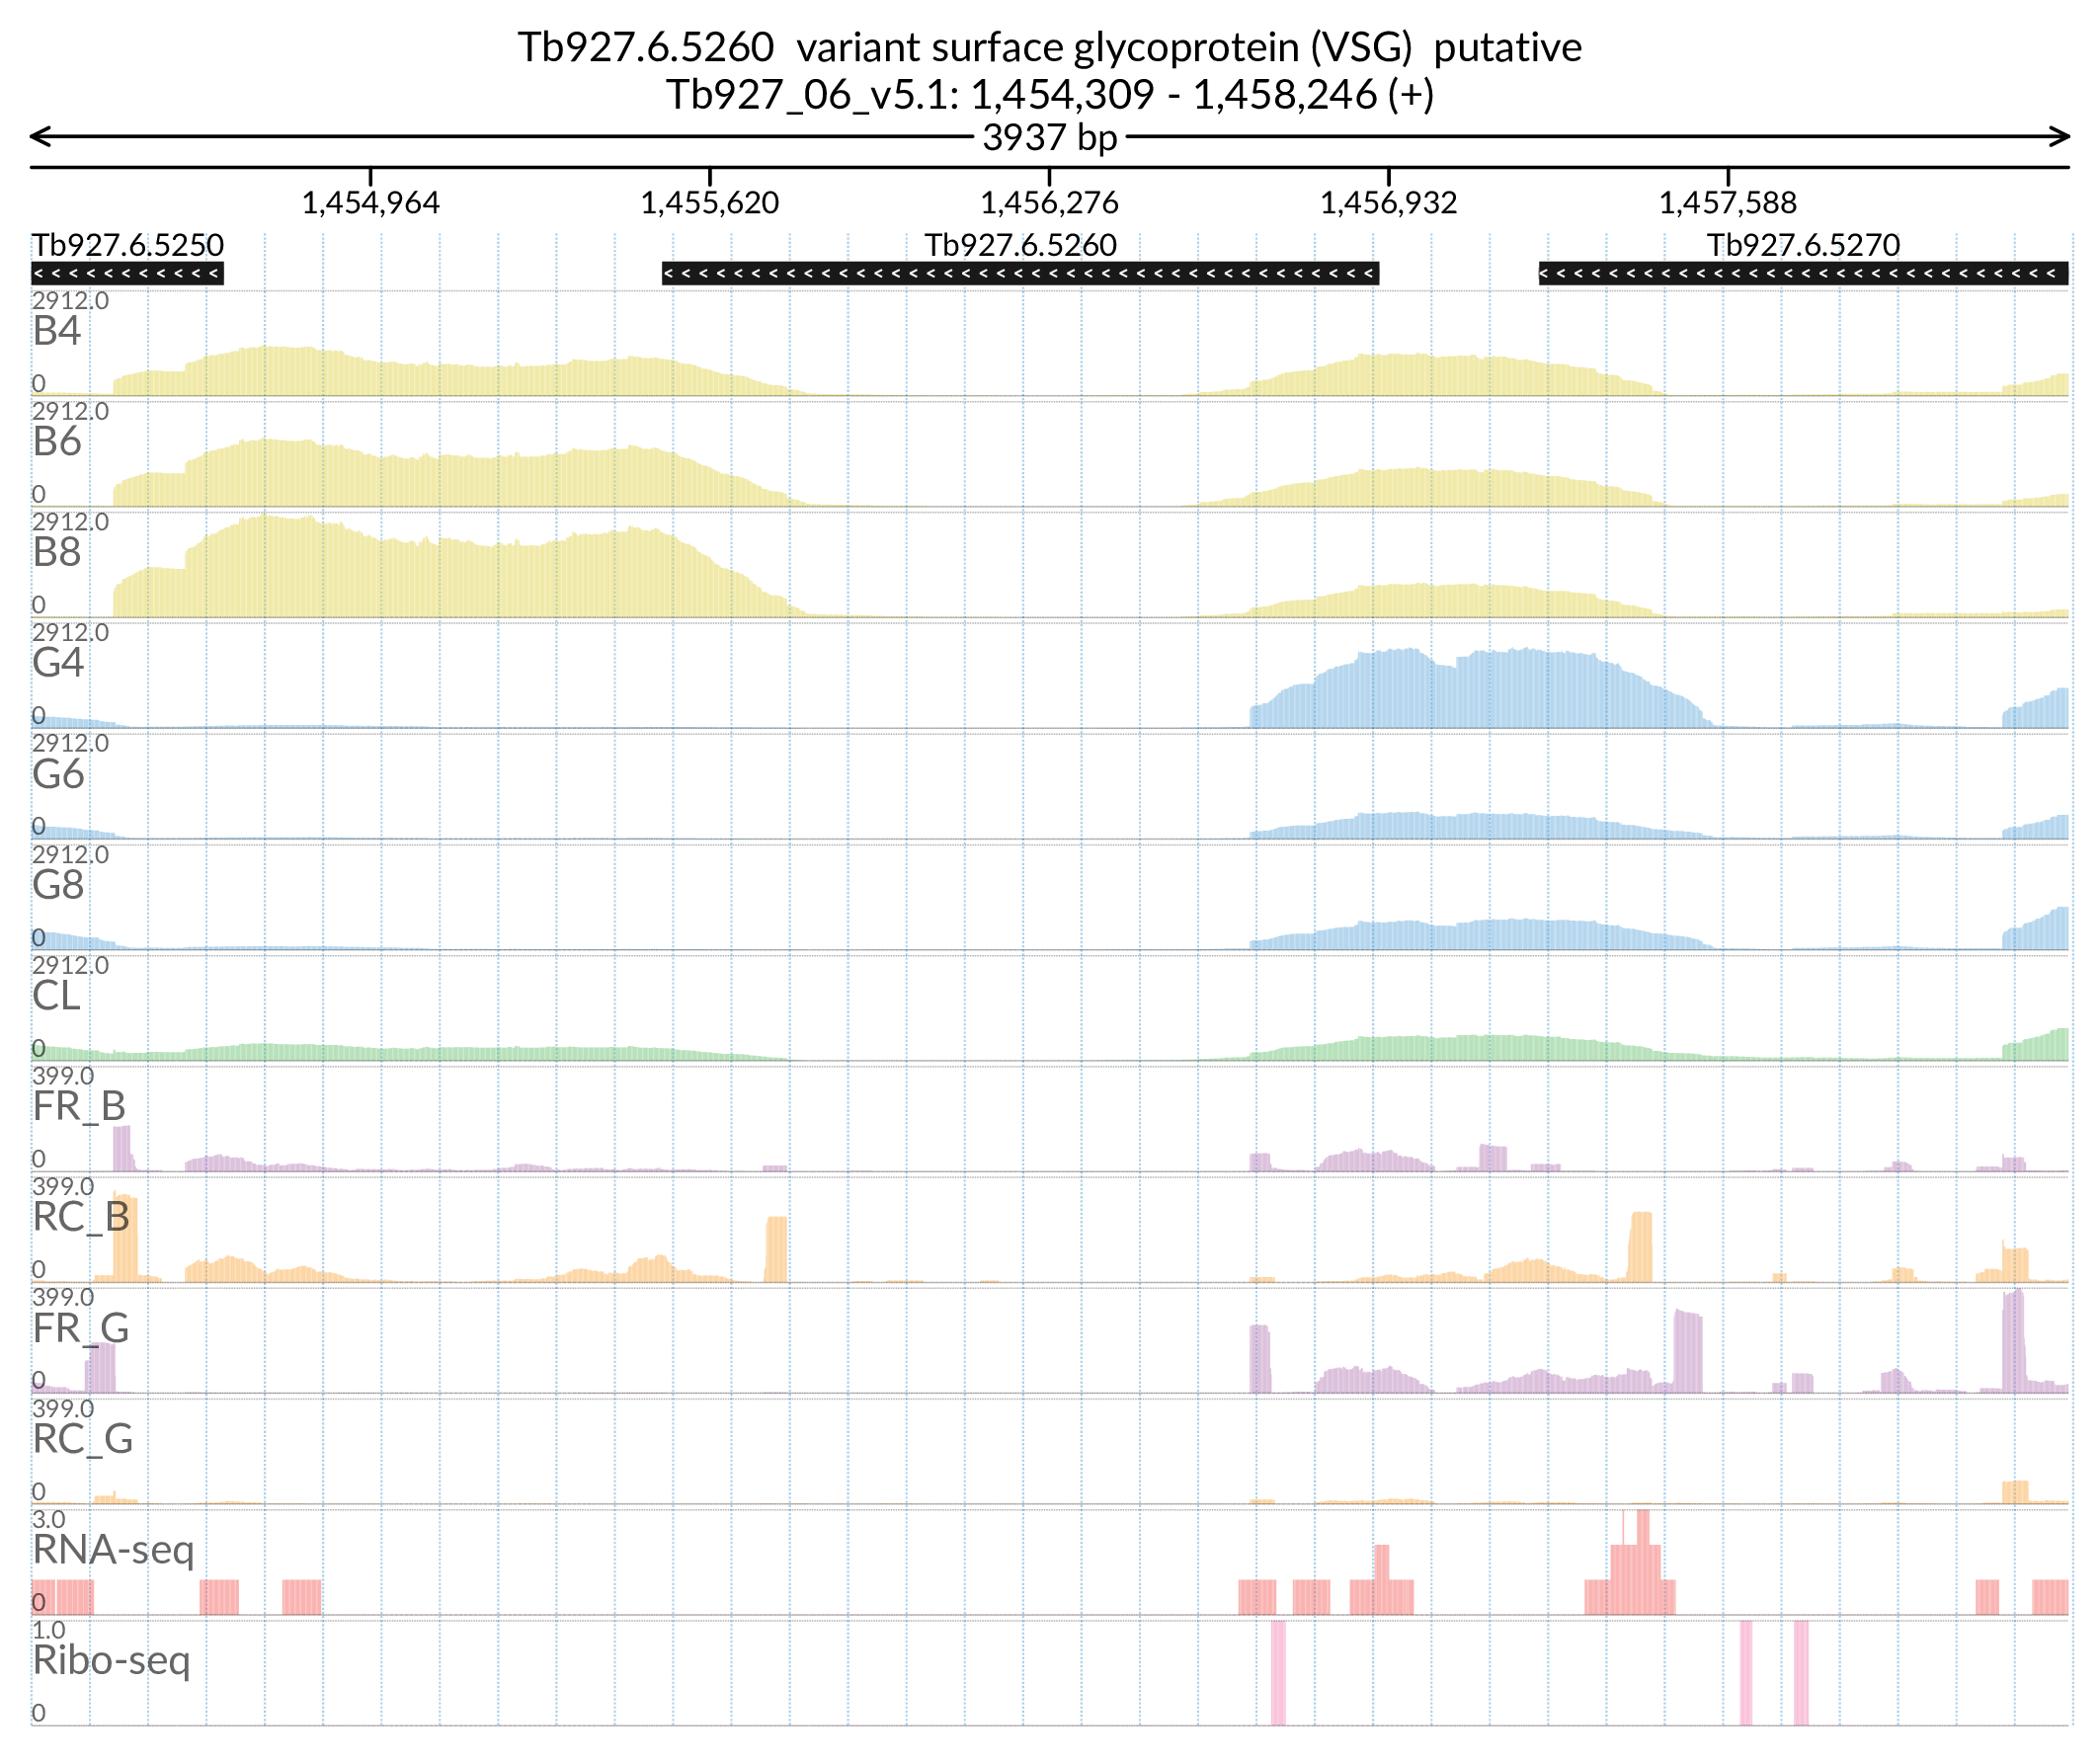 Tb927.6.5260  variant surface glycoprotein (VSG)  putative
Tb927_06_v5.1: 1,454,309 - 1,458,246 (+)
3937 bp
1,454,964 1,455,620 1,456,276 1,456,932 1,457,588
Tb927.6.5250 Tb927.6.5260 Tb927.6.5270
2912.0
B4
0
2912.0
B6
0
2912.0
B8
0
2912.0
G4
0
2912.0
G6
0
2912.0
G8
0
2912.0
CL
0
399.0
FR_B
0
399.0
RC_B
0
399.0
FR_G
0
399.0
RC_G
0
3.0
RNA-seq
0
1.0
Ribo-seq
0